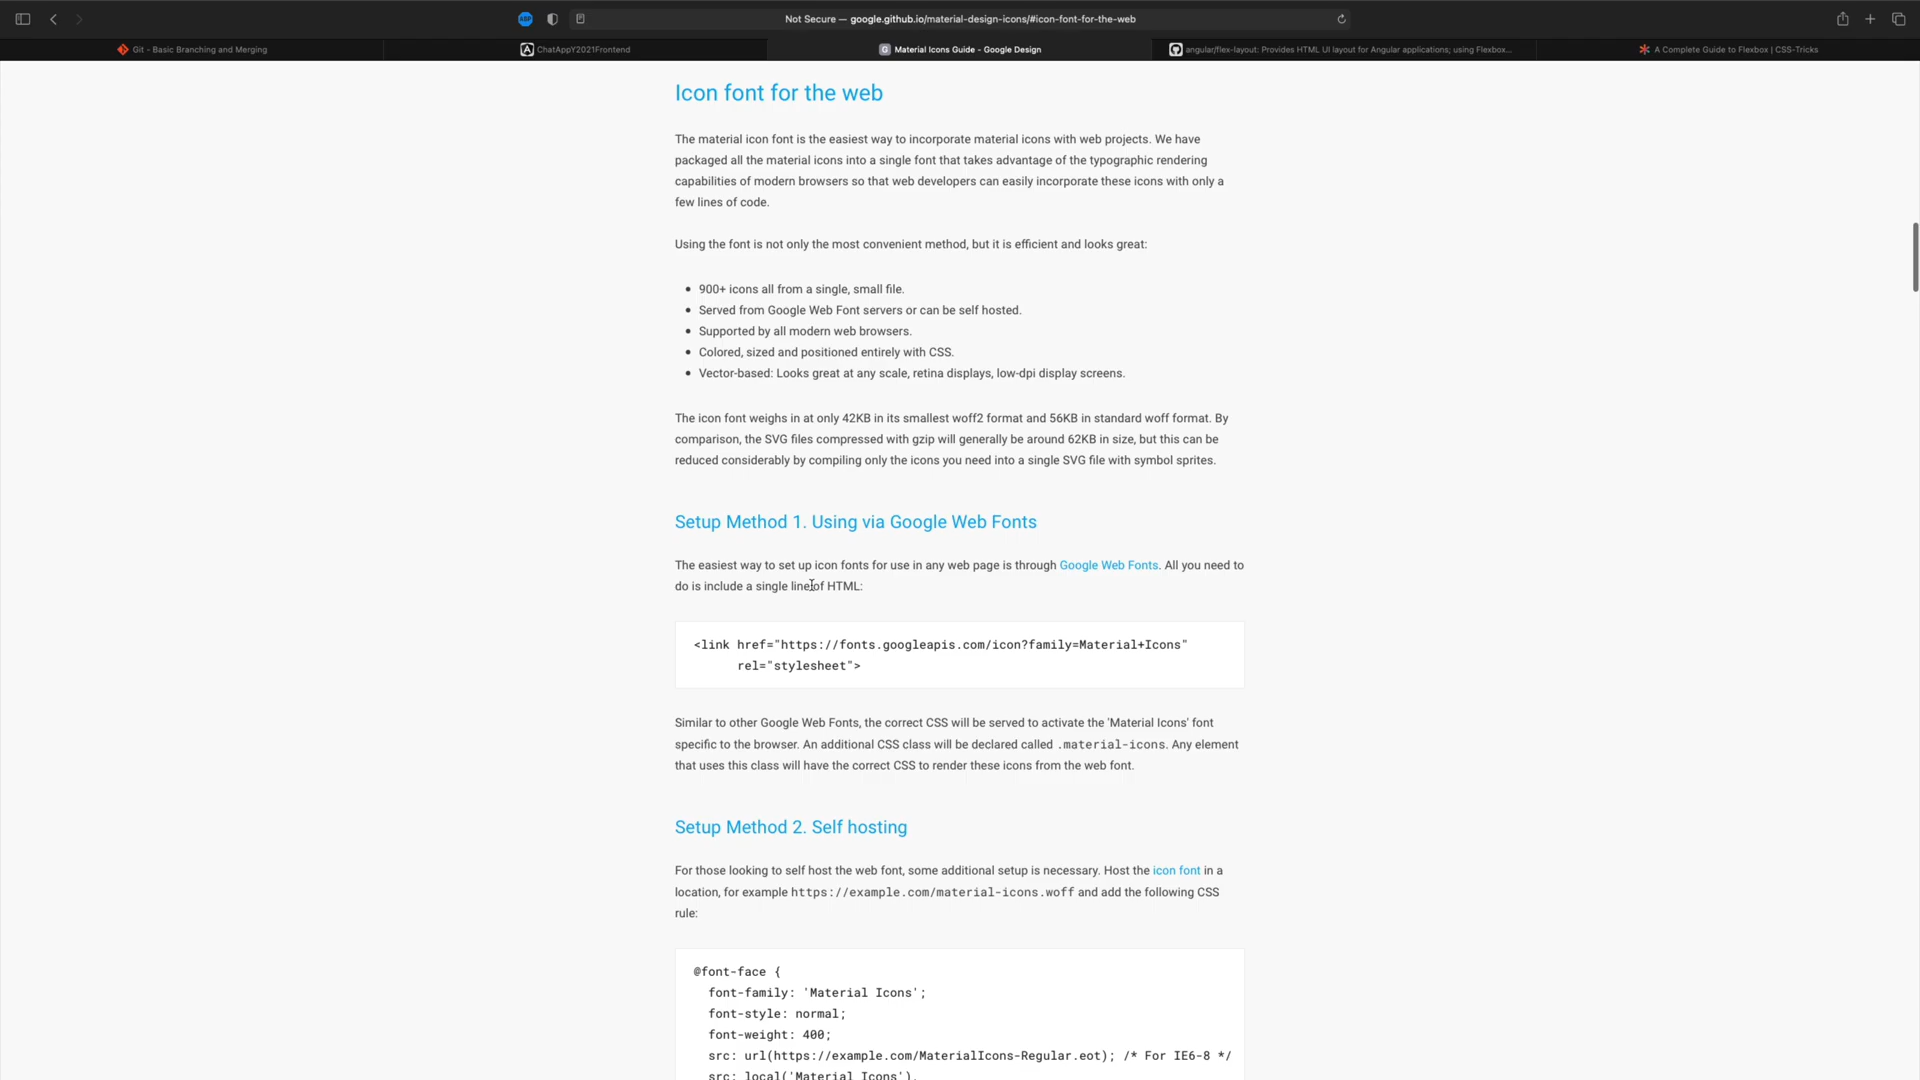 Not Secure — google.github.io/material-design-icons/#icon-font-for-the-web
Git - Basic Branching and Merging
ChatAppY2021Frontend
Material Icons Guide - Google Design
angular/flex-layout: Provides HTML UI layout for Angular applications; using Flexbox...
A Complete Guide to Flexbox | CSS-Tricks
Icon font for the web
The material icon font is the easiest way to incorporate material icons with web projects. We have
packaged all the material icons into a single font that takes advantage of the typographic rendering
capabilities of modern browsers so that web developers can easily incorporate these icons with only a
few lines of code.
Using the font is not only the most convenient method, but it is efficient and looks great:
• 900+ icons all from a single, small file.
• Served from Google Web Font servers or can be self hosted.
• Supported by all modern web browsers.
• Colored, sized and positioned entirely with CSS.
• Vector-based: Looks great at any scale, retina displays, low-dpi display screens.
The icon font weighs in at only 42KB in its smallest woff2 format and 56KB in standard woff format. By
comparison, the SVG files compressed with gzip will generally be around 62KB in size, but this can be
reduced considerably by compiling only the icons you need into a single SVG file with symbol sprites.
Setup Method 1. Using via Google Web Fonts
The easiest way to set up icon fonts for use in any web page is through Google Web Fonts. All you need to
do is include a single line of HTML:
<link href="https://fonts.googleapis.com/icon?family=Material+Icons"
rel="stylesheet">
Similar to other Google Web Fonts, the correct CSS will be served to activate the 'Material Icons' font
specific to the browser. An additional CSS class will be declared called .material-icons. Any element
that uses this class will have the correct CSS to render these icons from the web font.
Setup Method 2. Self hosting
For those looking to self host the web font, some additional setup is necessary. Host the icon font in a
location, for example https://example.com/material-icons.woff and add the following CSS
rule:
@font-face {
font-family: 'Material Icons';
font-style: normal;
font-weight: 400;
src: url(https://example.com/MaterialIcons-Regular.eot); /* For IE6-8 */
src: local('Material Icons'),